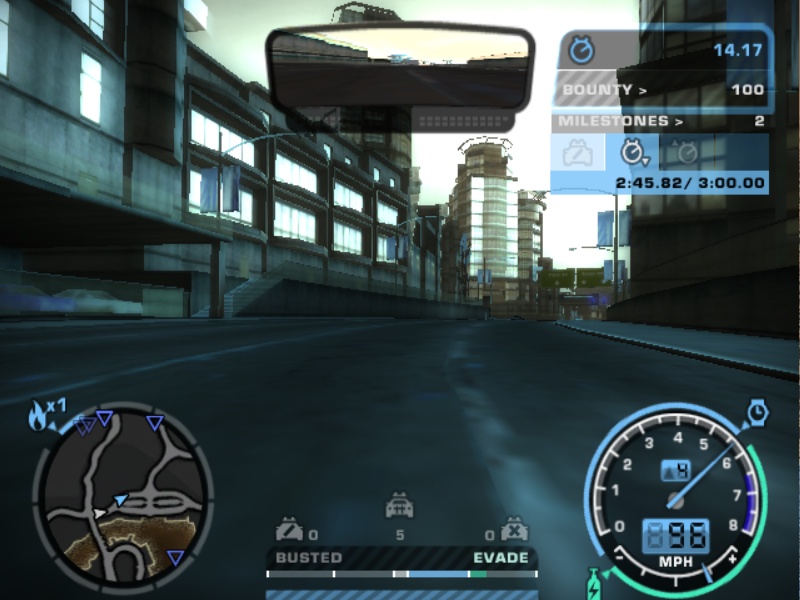 14.17
BOUNTY > 100
MILESTONES > 2
2:45.82/ 3:00.00
x1
0 5 0
BUSTED EVADE
0 1 2 3 4 5 6 7 8
4
96
MPH
- +